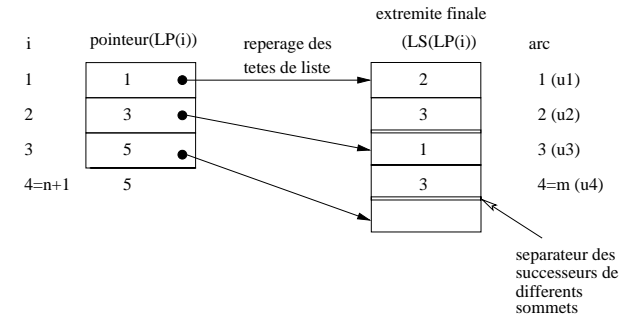 extremite finale
i pointeur(LP(i)) reperage des (LS(LP(i)) arc
tetes de liste
1 1 2 1 (u1)
2 3 3 2 (u2)
3 5 1 3 (u3)
4=n+1 5 3 4=m (u4)
separateur des
successeurs de
differents
sommets